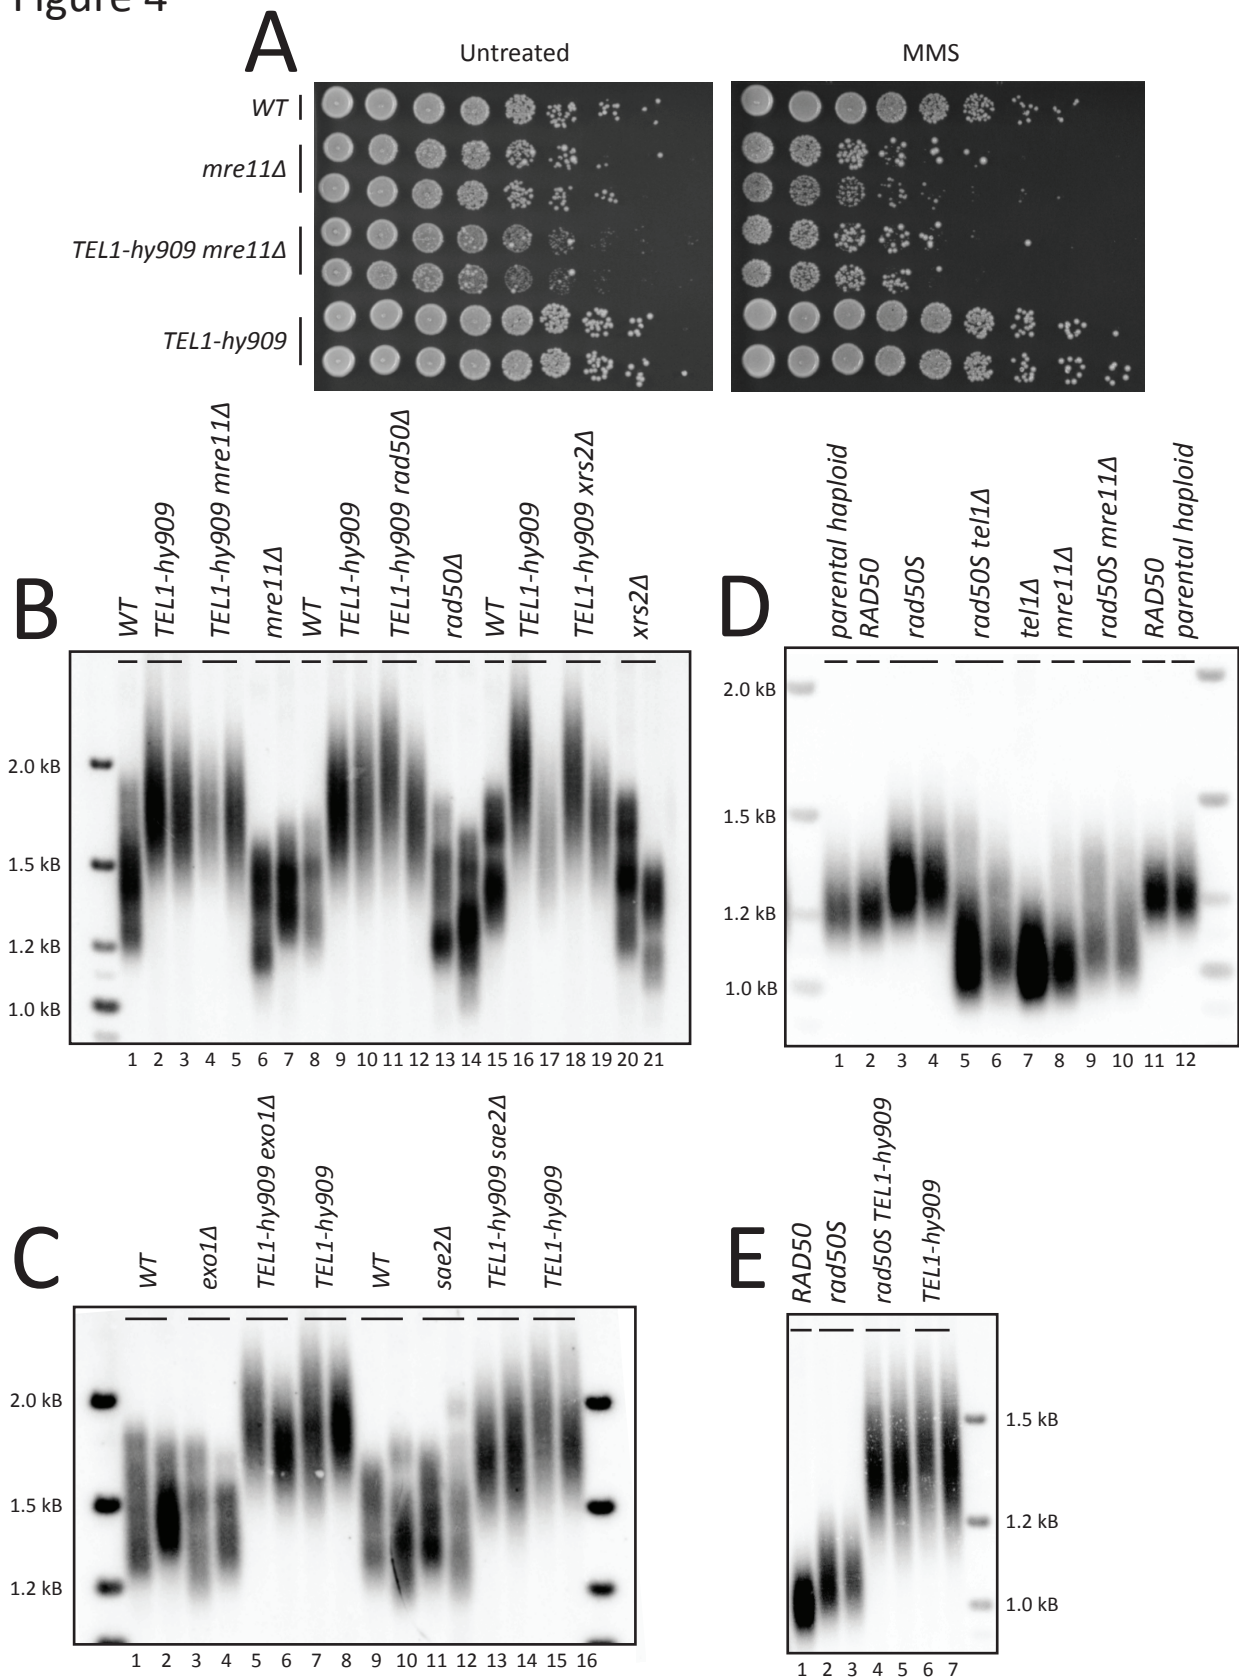 Figure 4
A
Untreated
MMS
WT
mre11Δ
TEL1-hy909 mre11Δ
TEL1-hy909
B
WT
TEL1-hy909
TEL1-hy909 mre11Δ
mre11Δ
WT
TEL1-hy909
TEL1-hy909 rad50Δ
rad50Δ
WT
TEL1-hy909
TEL1-hy909 xrs2Δ
xrs2Δ
2.0 kB
1.5 kB
1.2 kB
1.0 kB
1 2 3 4 5 6 7 8 9 10 11 12 13 14 15 16 17 18 19 20 21
D
parental haploid
RAD50
rad50S
rad50S tel1Δ
tel1Δ
mre11Δ
rad50S mre11Δ
RAD50
parental haploid
2.0 kB
1.5 kB
1.2 kB
1.0 kB
1 2 3 4 5 6 7 8 9 10 11 12
C
WT
exo1Δ
TEL1-hy909 exo1Δ
TEL1-hy909
WT
sae2Δ
TEL1-hy909 sae2Δ
TEL1-hy909
2.0 kB
1.5 kB
1.2 kB
1 2 3 4 5 6 7 8 9 10 11 12 13 14 15 16
E
RAD50
rad50S
rad50S TEL1-hy909
TEL1-hy909
1.5 kB
1.2 kB
1.0 kB
1 2 3 4 5 6 7